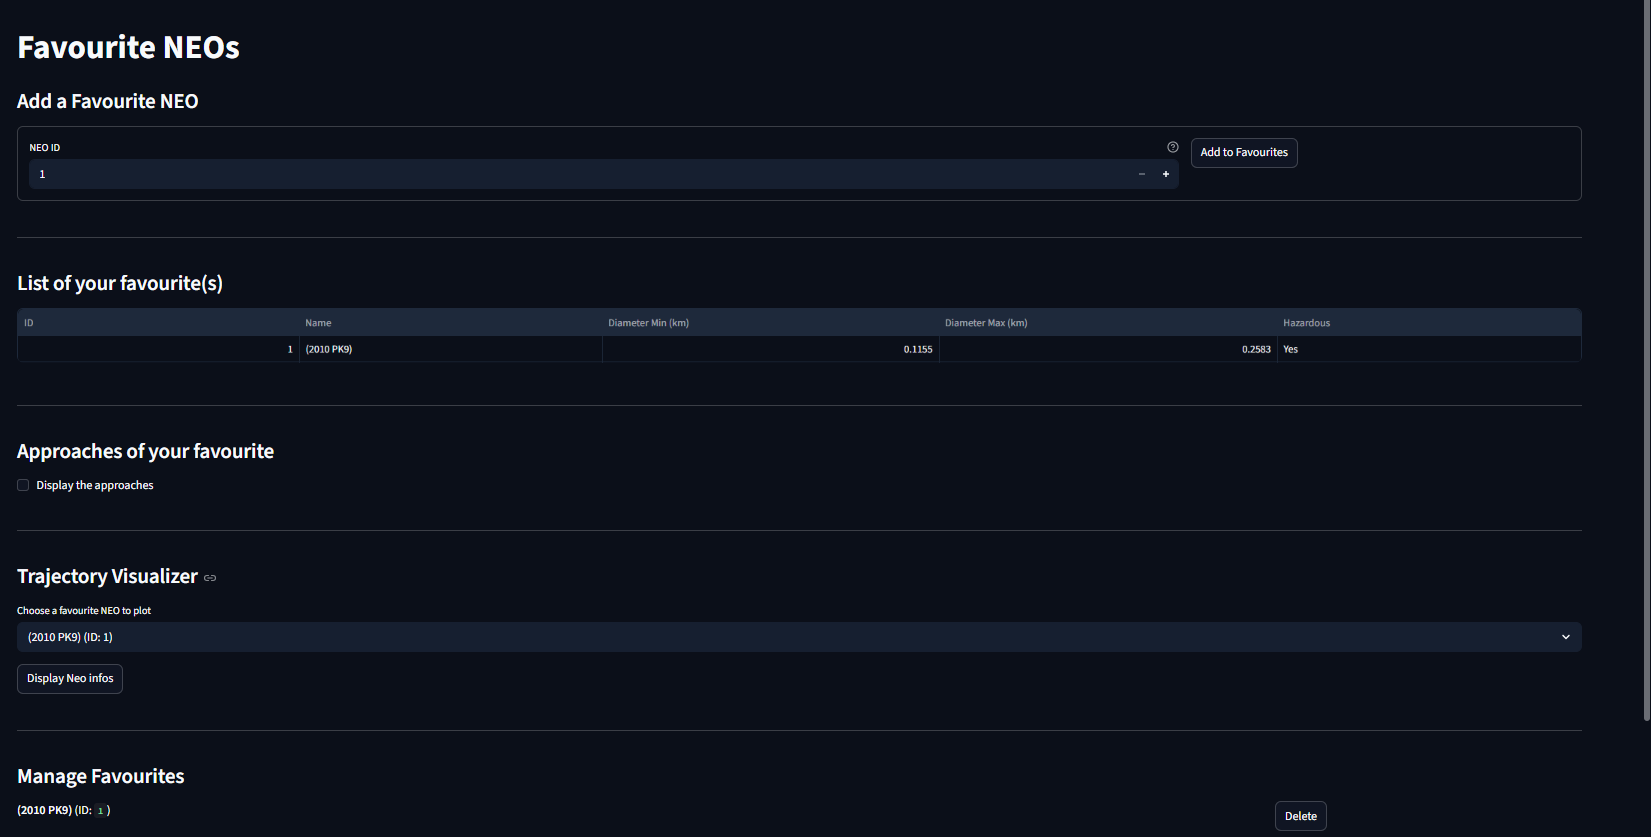 Favourite NEOs
Add a Favourite NEO
NEO ID
Add to Favourites
1
List of your favourite(s)
ID Name Diameter Min (km) Diameter Max (km) Hazardous
1 (2010 PK9) 0.1155 0.2583 Yes
Approaches of your favourite
Display the approaches
Trajectory Visualizer
Choose a favourite NEO to plot
(2010 PK9) (ID: 1)
Display Neo infos
Manage Favourites
(2010 PK9) (ID: 1 )
Delete